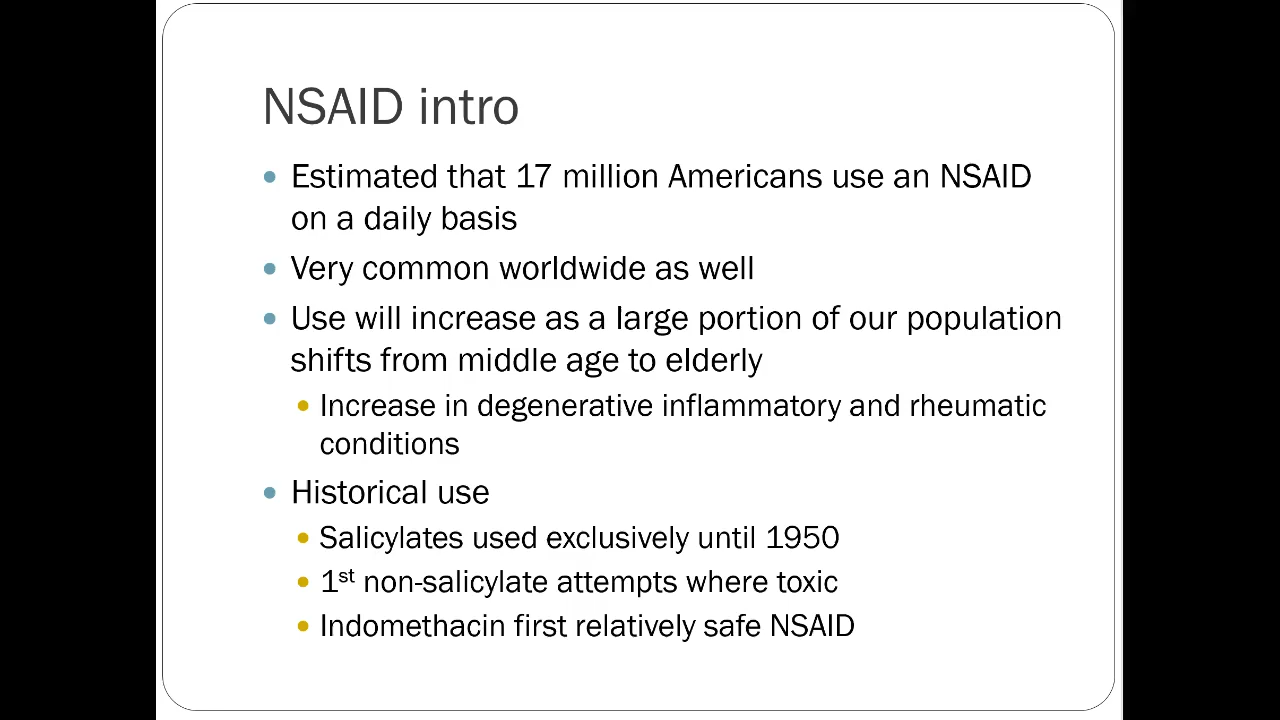 NSAID intro
• Estimated that 17 million Americans use an NSAID
on a daily basis
• Very common worldwide as well
• Use will increase as a large portion of our population
shifts from middle age to elderly
• Increase in degenerative inflammatory and rheumatic
conditions
• Historical use
• Salicylates used exclusively until 1950
• 1st non-salicylate attempts where toxic
• Indomethacin first relatively safe NSAID